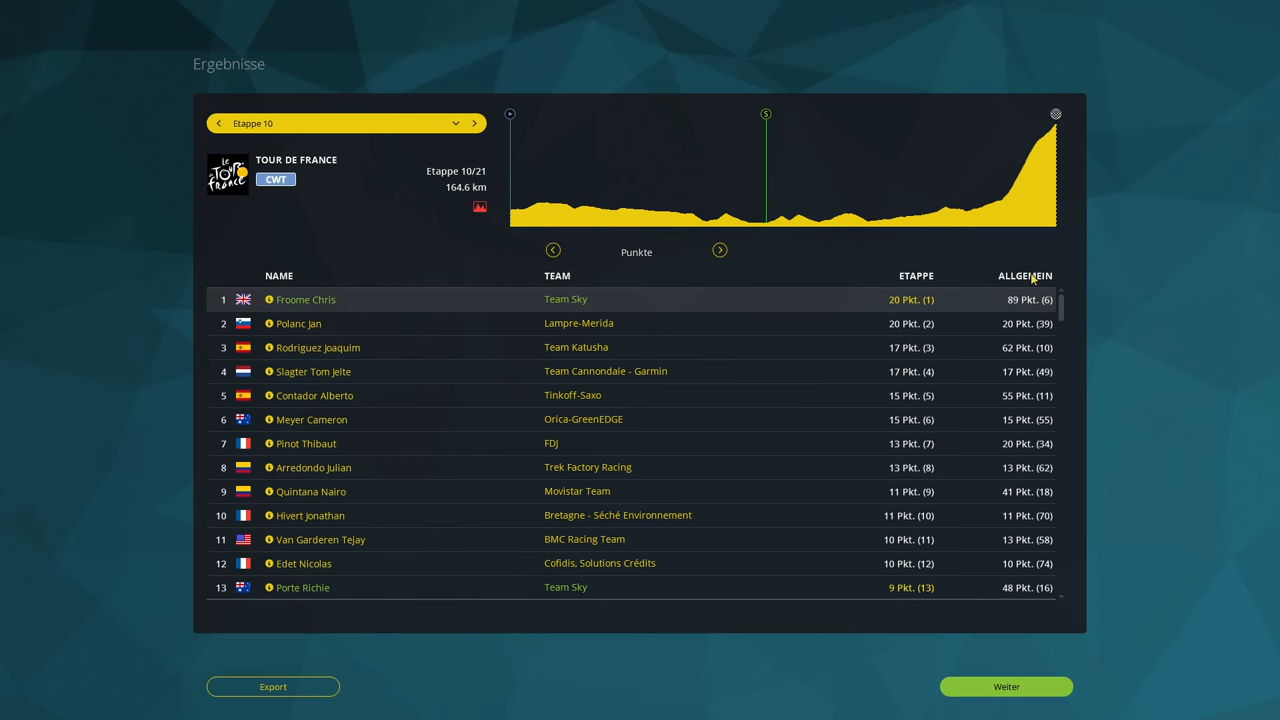 Ergebnisse
Etappe 10
S
le Tour de france
TOUR DE FRANCE
CWT
Etappe 10/21
164.6 km
Punkte
NAME TEAM ETAPPE ALLGEMEIN
1 Froome Chris Team Sky 20 Pkt. (1) 89 Pkt. (6)
2 Polanc Jan Lampre-Merida 20 Pkt. (2) 20 Pkt. (39)
3 Rodriguez Joaquim Team Katusha 17 Pkt. (3) 62 Pkt. (10)
4 Slagter Tom Jelte Team Cannondale - Garmin 17 Pkt. (4) 17 Pkt. (49)
5 Contador Alberto Tinkoff-Saxo 15 Pkt. (5) 55 Pkt. (11)
6 Meyer Cameron Orica-GreenEDGE 15 Pkt. (6) 15 Pkt. (55)
7 Pinot Thibaut FDJ 13 Pkt. (7) 20 Pkt. (34)
8 Arredondo Julian Trek Factory Racing 13 Pkt. (8) 13 Pkt. (62)
9 Quintana Nairo Movistar Team 11 Pkt. (9) 41 Pkt. (18)
10 Hivert Jonathan Bretagne - Séché Environnement 11 Pkt. (10) 11 Pkt. (70)
11 Van Garderen Tejay BMC Racing Team 10 Pkt. (11) 13 Pkt. (58)
12 Edet Nicolas Cofidis, Solutions Crédits 10 Pkt. (12) 10 Pkt. (74)
13 Porte Richie Team Sky 9 Pkt. (13) 48 Pkt. (16)
Export Weiter